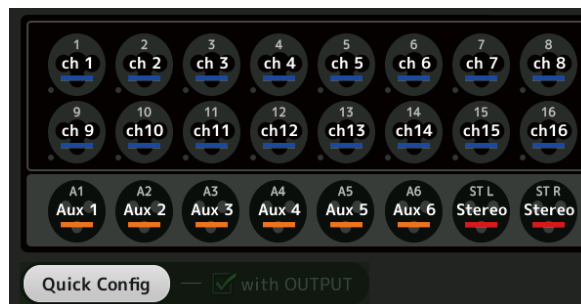 1 2 3 4 5 6 7 8
ch 1 ch 2 ch 3 ch 4 ch 5 ch 6 ch 7 ch 8
9 10 11 12 13 14 15 16
ch 9 ch10 ch11 ch12 ch13 ch14 ch15 ch16
A1 A2 A3 A4 A5 A6 ST L ST R
Aux 1 Aux 2 Aux 3 Aux 4 Aux 5 Aux 6 Stereo Stereo
Quick Config with OUTPUT